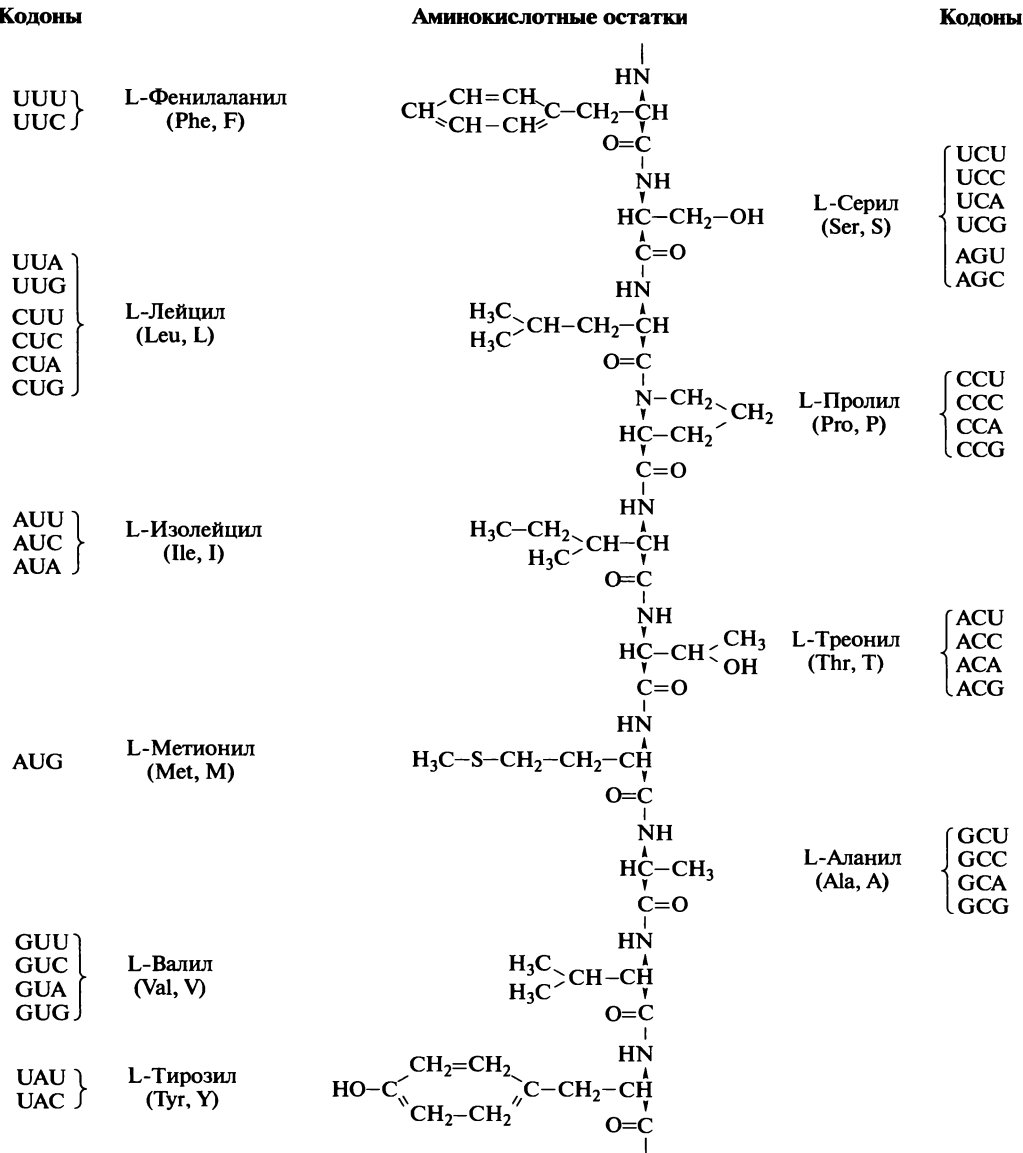 Кодоны Аминокислотные остатки Кодоны
HN
UUU L-Фенилаланил CH=CH
UUC (Phe, F) CH C–CH₂–CH
CH–CH
O=C
NH
UCU
UCC
L-Серил UCA
HC–CH₂–OH (Ser, S) UCG
C=O AGU
AGC
HN
UUA
UUG
CUU L-Лейцил H₃C
CUC (Leu, L) CH–CH₂–CH
CUA H₃C
CUG O=C
N–CH₂
CH₂
HC–CH₂
C=O
L-Пролил CCU
(Pro, P) CCC
CCA
CCG
HN
AUU L-Изолейцил H₃C–CH₂
AUC (Ile, I) CH–CH
AUA H₃C
O=C
NH
CH₃ L-Треонил ACU
HC–CH (Thr, T) ACC
OH ACA
C=O ACG
HN
AUG L-Метионил H₃C–S–CH₂–CH₂–CH
(Met, M)
O=C
NH
GCU
HC–CH₃ L-Аланил GCC
(Ala, A) GCA
C=O GCG
HN
GUU L-Валил H₃C
GUC (Val, V) CH–CH
GUA H₃C
GUG O=C
HN
UAU L-Тирозил CH₂=CH₂
UAC (Tyr, Y) HO–C C–CH₂–CH
CH₂–CH₂
O=C